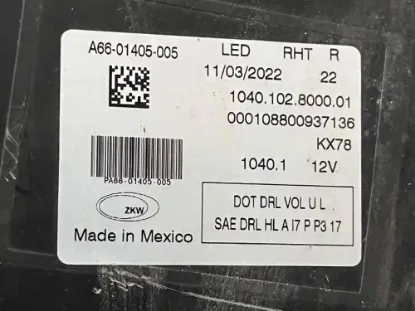 A66-01405-005 LED RHT R
11/03/2022 22
1040.102.8000.01
000108800937136
KX78
1040.1 12V
PA66-01405-005
ZKW
DOT DRL VOL U L
SAE DRL HL A I7 P P3 17
Made in Mexico